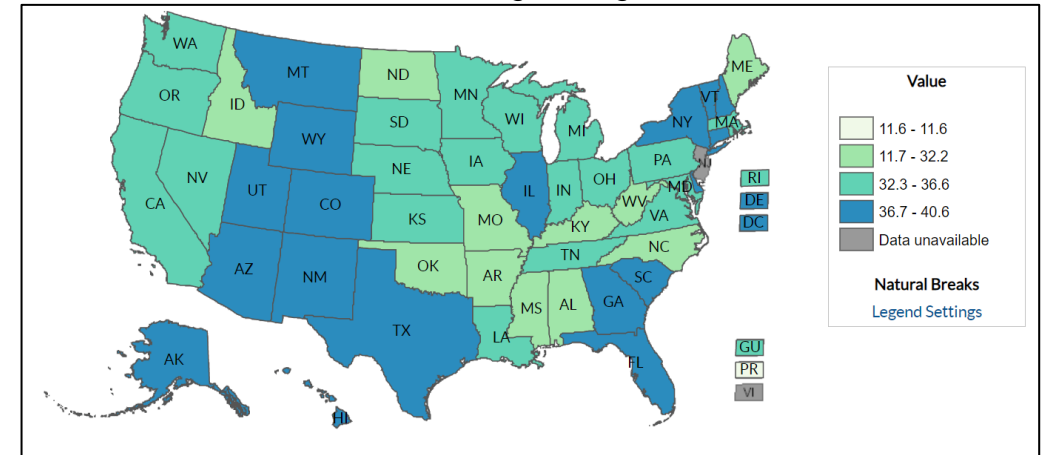 WA
MT
ND
ME
OR
ID
MN
VT
WY
SD
WI
MI
NY
MA
NE
IA
PA
NJ
NV
UT
CO
IL
IN
OH
MD
CA
KS
MO
WV
VA
KY
AZ
NM
OK
AR
TN
NC
SC
MS
AL
GA
TX
LA
FL
AK
HI
RI
DE
DC
GU
PR
VI
Value
11.6 - 11.6
11.7 - 32.2
32.3 - 36.6
36.7 - 40.6
Data unavailable
Natural Breaks
Legend Settings